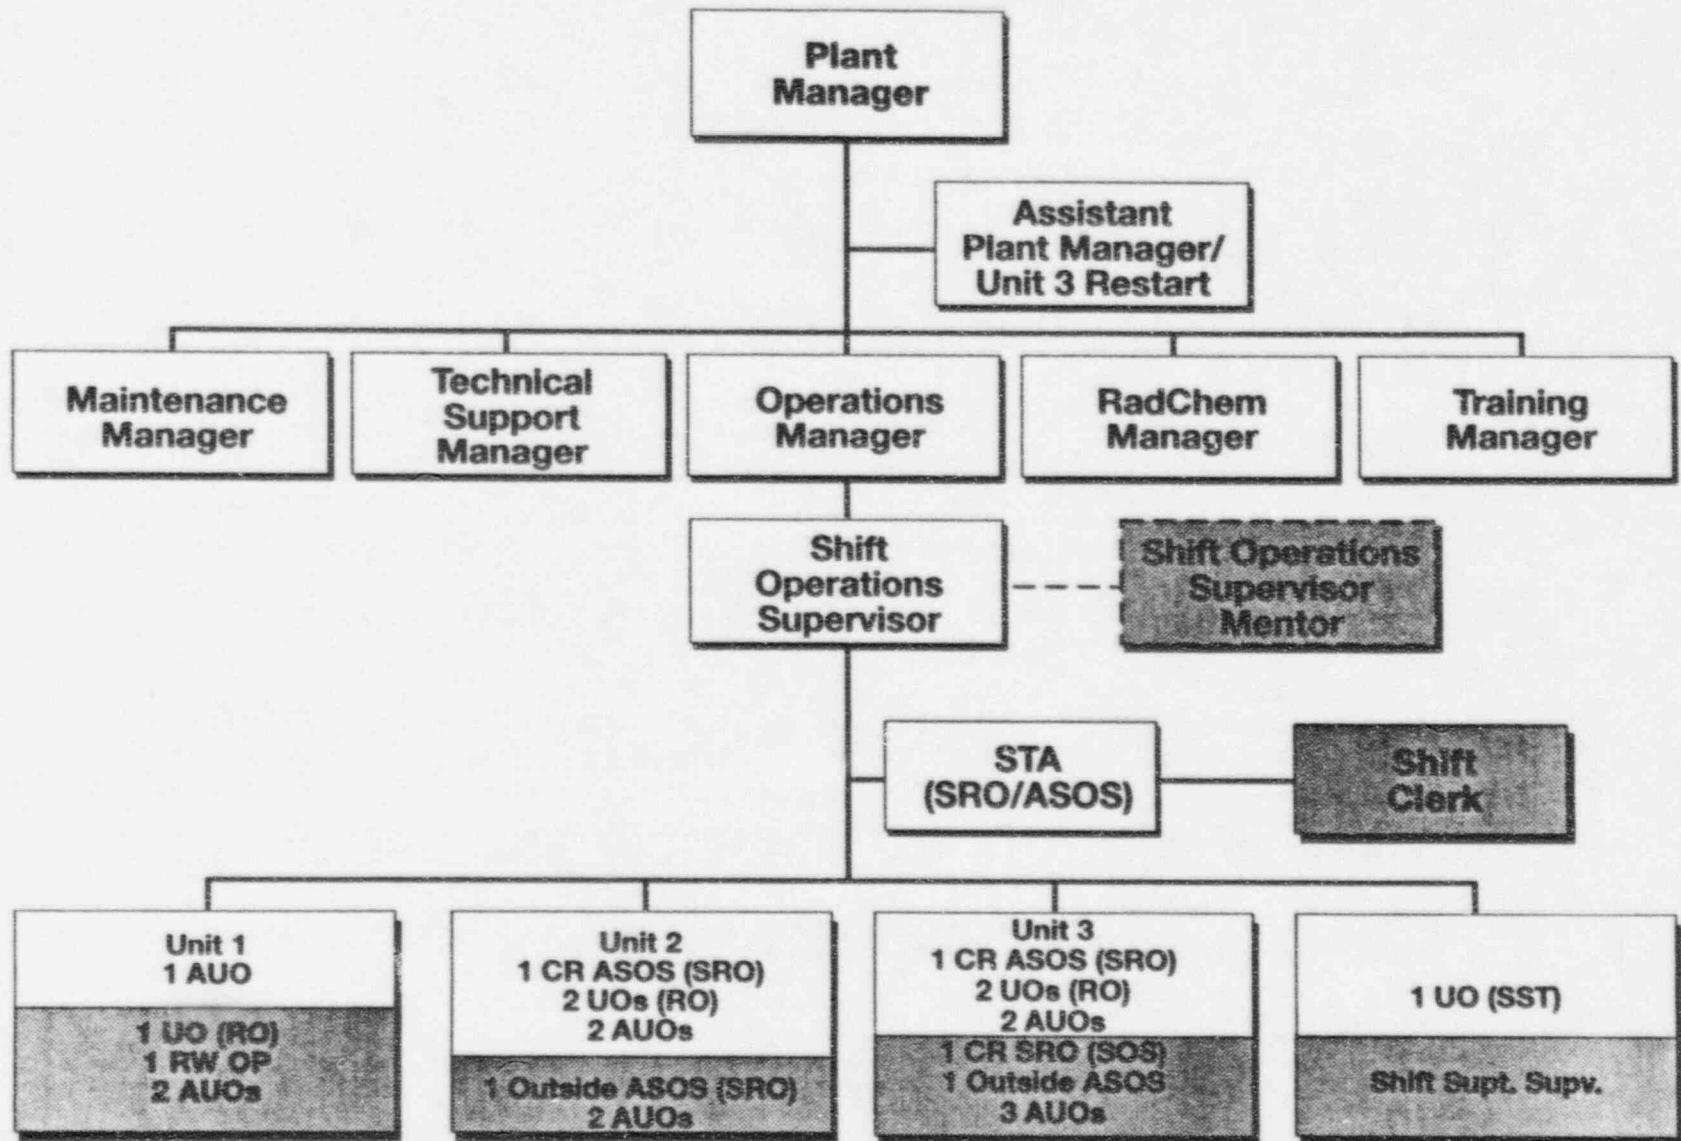 Plant
Manager
Assistant
Plant Manager/
Unit 3 Restart
Maintenance
Manager
Technical
Support
Manager
Operations
Manager
RadChem
Manager
Training
Manager
Shift
Operations
Supervisor
Shift Operations
Supervisor
Mentor
STA
(SRO/ASOS)
Shift
Clerk
Unit 1
1 AUO
1 UO (RO)
1 RW OP
2 AUOs
Unit 2
1 CR ASOS (SRO)
2 UOs (RO)
2 AUOs
1 Outside ASOS (SRO)
2 AUOs
Unit 3
1 CR ASOS (SRO)
2 UOs (RO)
2 AUOs
1 CR SRO (SOS)
1 Outside ASOS
3 AUOs
1 UO (SST)
Shift Supt. Supv.